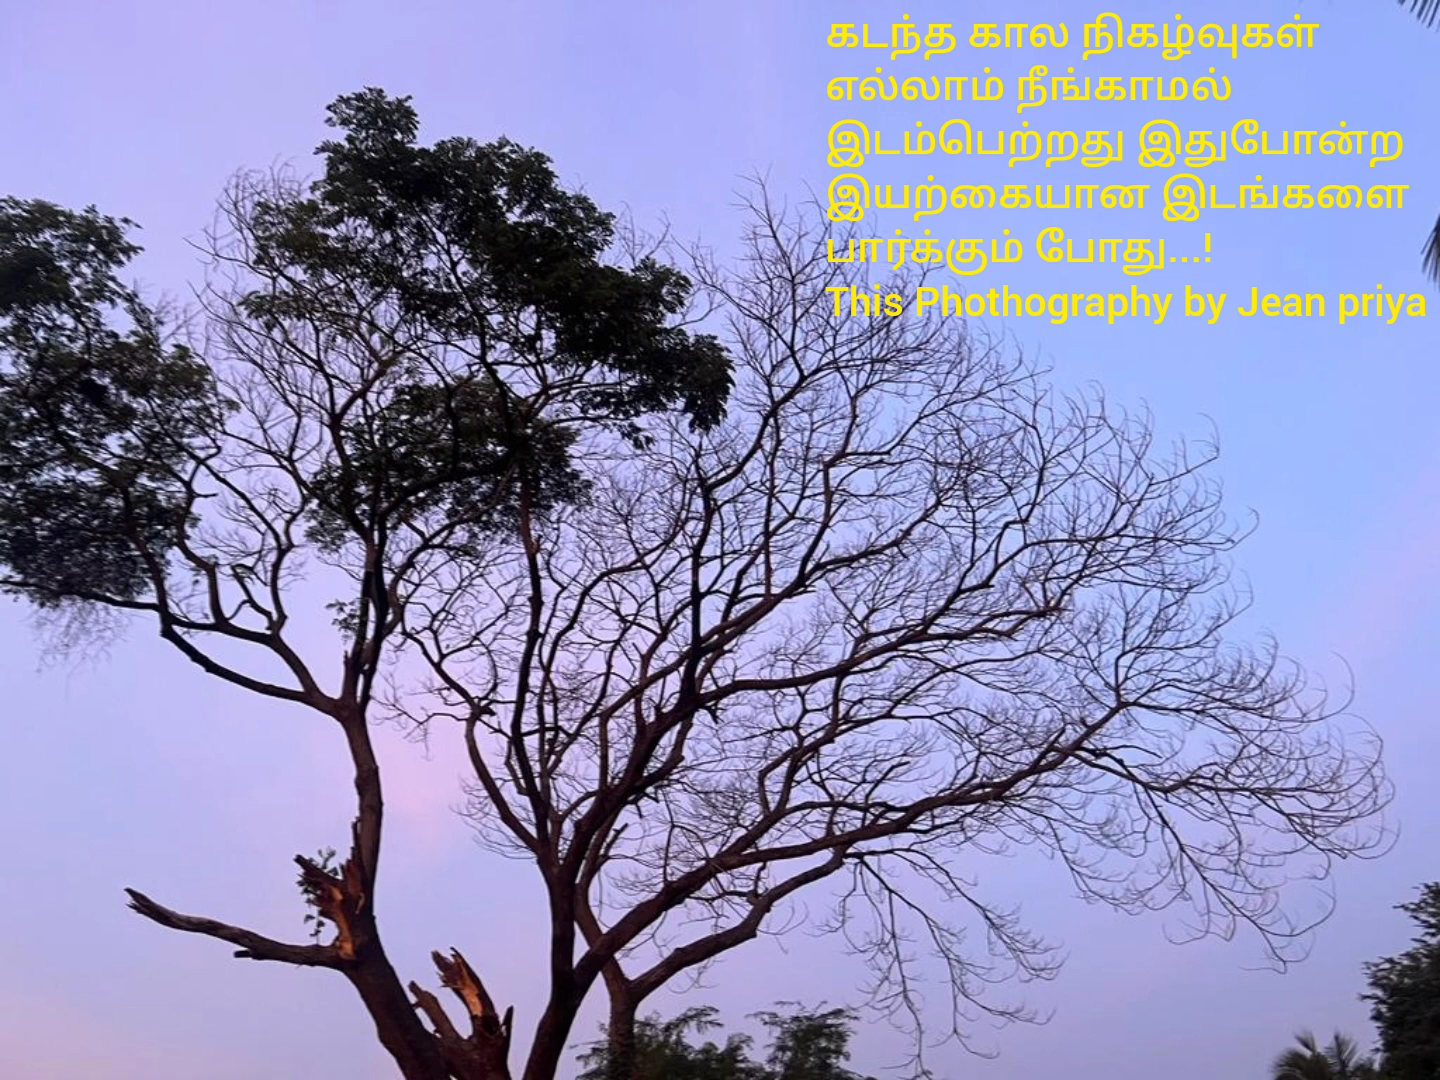 கடந்த கால நிகழ்வுகள்
எல்லாம் நீங்காமல்
இடம்பெற்றது இதுபோன்ற
இயற்கையான இடங்களை
பார்க்கும் போது...!
This Phothography by Jean priya